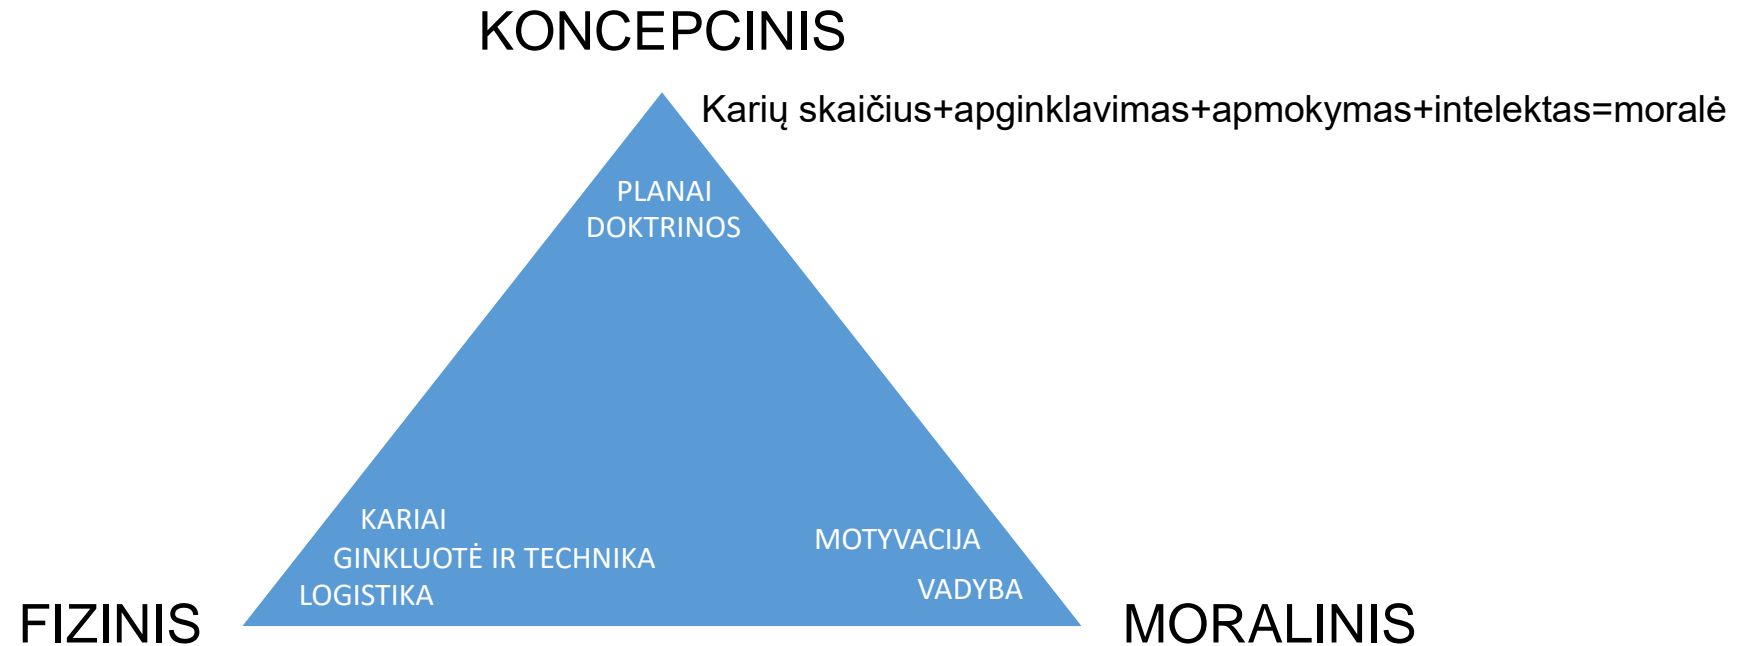 KONCEPCINIS
Karių skaičius+apginklavimas+apmokymas+intelektas=moralė
PLANAI
DOKTRINOS
KARIAI
GINKLUOTĖ IR TECHNIKA
LOGISTIKA
MOTYVACIJA
VADYBA
FIZINIS
MORALINIS